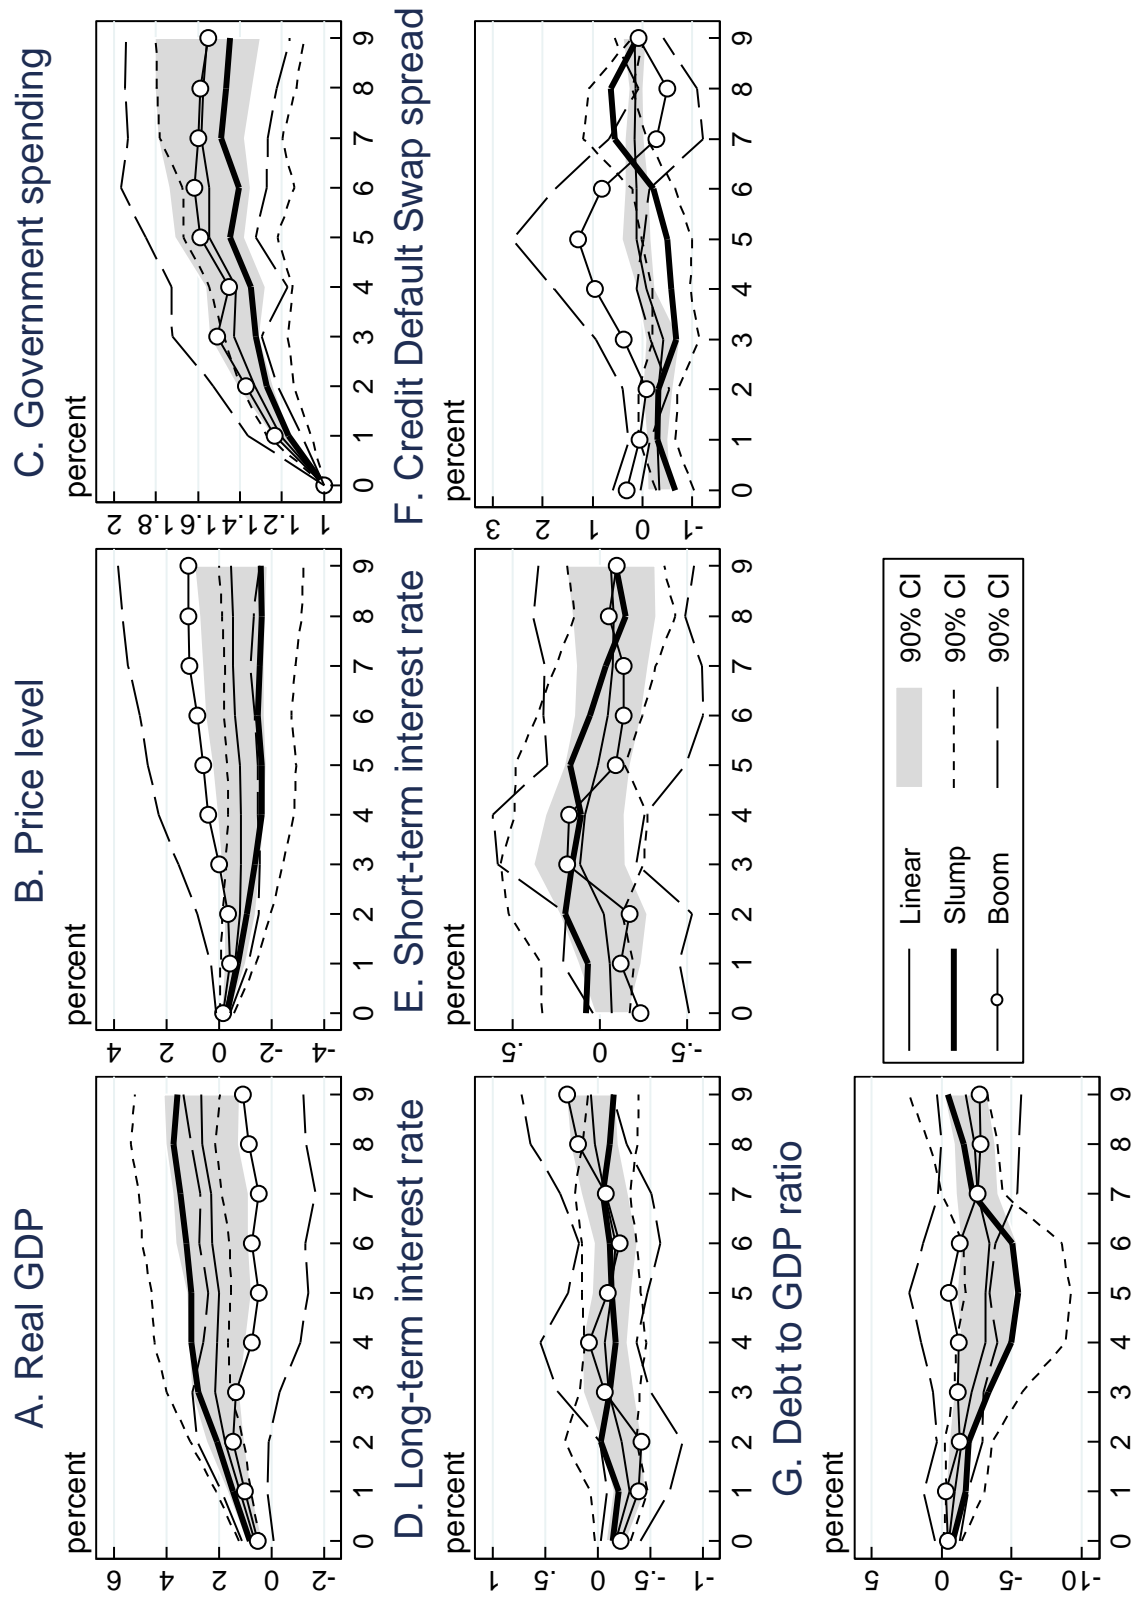 A. Real GDP
percent
6
4
2
0
-2
0 1 2 3 4 5 6 7 8 9
B. Price level
percent
4
2
0
-2
-4
0 1 2 3 4 5 6 7 8 9
C. Government spending
percent
2
1.8
1.6
1.4
1.2
1
0 1 2 3 4 5 6 7 8 9
D. Long-term interest rate
percent
1
.5
0
-.5
-1
0 1 2 3 4 5 6 7 8 9
E. Short-term interest rate
percent
.5
0
-.5
0 1 2 3 4 5 6 7 8 9
F. Credit Default Swap spread
percent
3
2
1
0
-1
0 1 2 3 4 5 6 7 8 9
G. Debt to GDP ratio
percent
5
0
-5
-10
0 1 2 3 4 5 6 7 8 9
Linear 90% CI
Slump 90% CI
Boom 90% CI